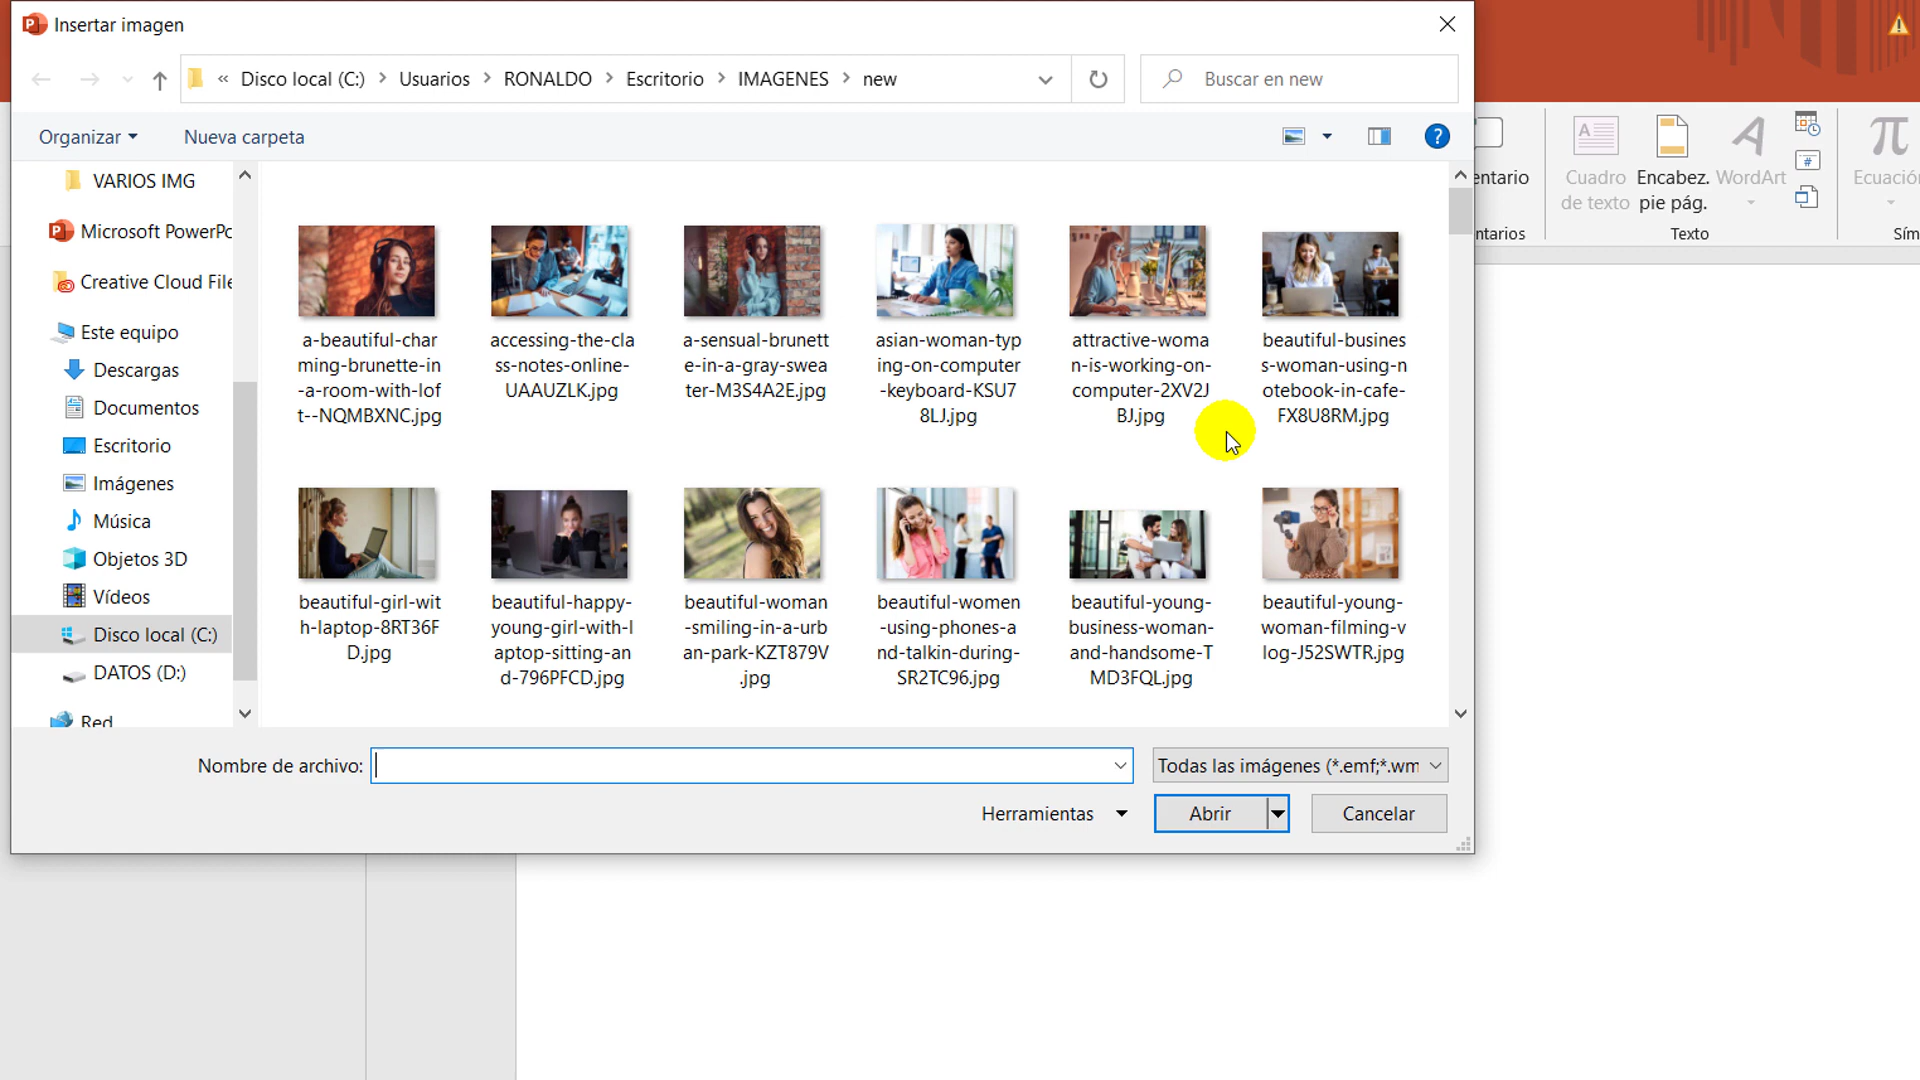 Insertar imagen
« Disco local (C:) > Usuarios > RONALDO > Escritorio > IMAGENES > new
Buscar en new
Organizar
Nueva carpeta
VARIOS IMG
Microsoft PowerPo
Creative Cloud File
Este equipo
Descargas
Documentos
Escritorio
Imágenes
Música
Objetos 3D
Vídeos
Disco local (C:)
DATOS (D:)
Red
a-beautiful-char
ming-brunette-in
-a-room-with-lof
t--NQMBXNC.jpg
accessing-the-cla
ss-notes-online-
UAAUZLK.jpg
a-sensual-brunett
e-in-a-gray-swea
ter-M3S4A2E.jpg
asian-woman-typ
ing-on-computer
-keyboard-KSU7
8LJ.jpg
attractive-woma
n-is-working-on-
computer-2XV2J
BJ.jpg
beautiful-busines
s-woman-using-n
otebook-in-cafe-
FX8U8RM.jpg
beautiful-girl-wit
h-laptop-8RT36F
D.jpg
beautiful-happy-
young-girl-with-l
aptop-sitting-an
d-796PFCD.jpg
beautiful-woman
-smiling-in-a-urb
an-park-KZT879V
.jpg
beautiful-women
-using-phones-a
nd-talkin-during-
SR2TC96.jpg
beautiful-young-
business-woman-
and-handsome-T
MD3FQL.jpg
beautiful-young-
woman-filming-v
log-J52SWTR.jpg
Nombre de archivo:
Todas las imágenes (*.emf;*.wm
Herramientas
Abrir
Cancelar
entario
ntarios
Cuadro
de texto
Encabez.
pie pág.
WordArt
Texto
Ecuació
Sím